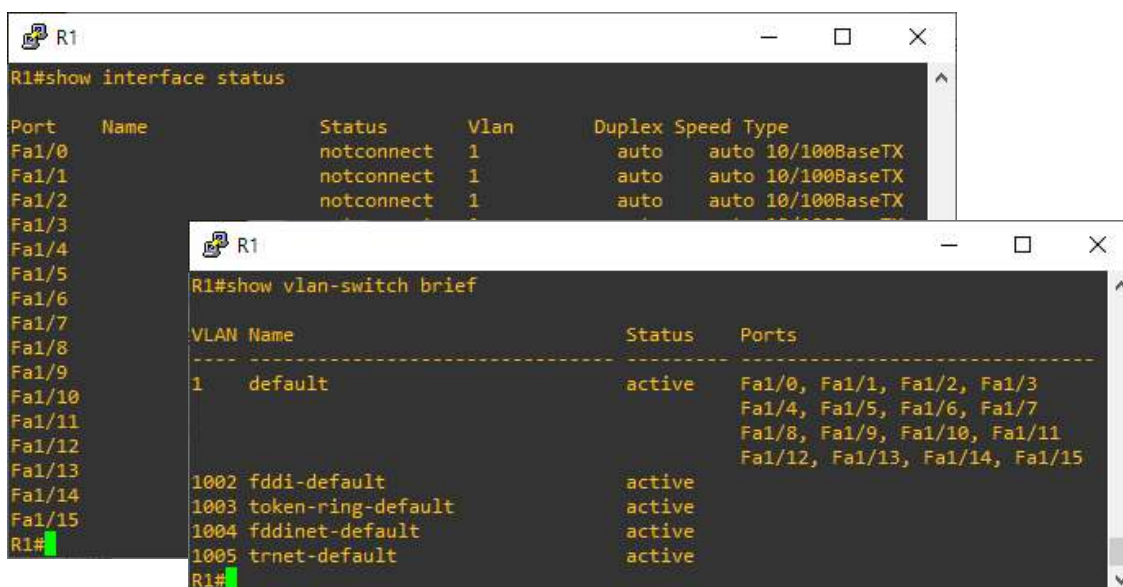 R1
R1#show interface status
Port Name Status Vlan Duplex Speed Type
Fa1/0 notconnect 1 auto auto 10/100BaseTX
Fa1/1 notconnect 1 auto auto 10/100BaseTX
Fa1/2 notconnect 1 auto auto 10/100BaseTX
Fa1/3
Fa1/4
Fa1/5
Fa1/6
Fa1/7
Fa1/8
Fa1/9
Fa1/10
Fa1/11
Fa1/12
Fa1/13
Fa1/14
Fa1/15
R1#
R1
R1#show vlan-switch brief
VLAN Name Status Ports
---- -------------------------------- --------- -------------------------------
1 default active Fa1/0, Fa1/1, Fa1/2, Fa1/3
Fa1/4, Fa1/5, Fa1/6, Fa1/7
Fa1/8, Fa1/9, Fa1/10, Fa1/11
Fa1/12, Fa1/13, Fa1/14, Fa1/15
1002 fddi-default active
1003 token-ring-default active
1004 fddinet-default active
1005 trnet-default active
R1#